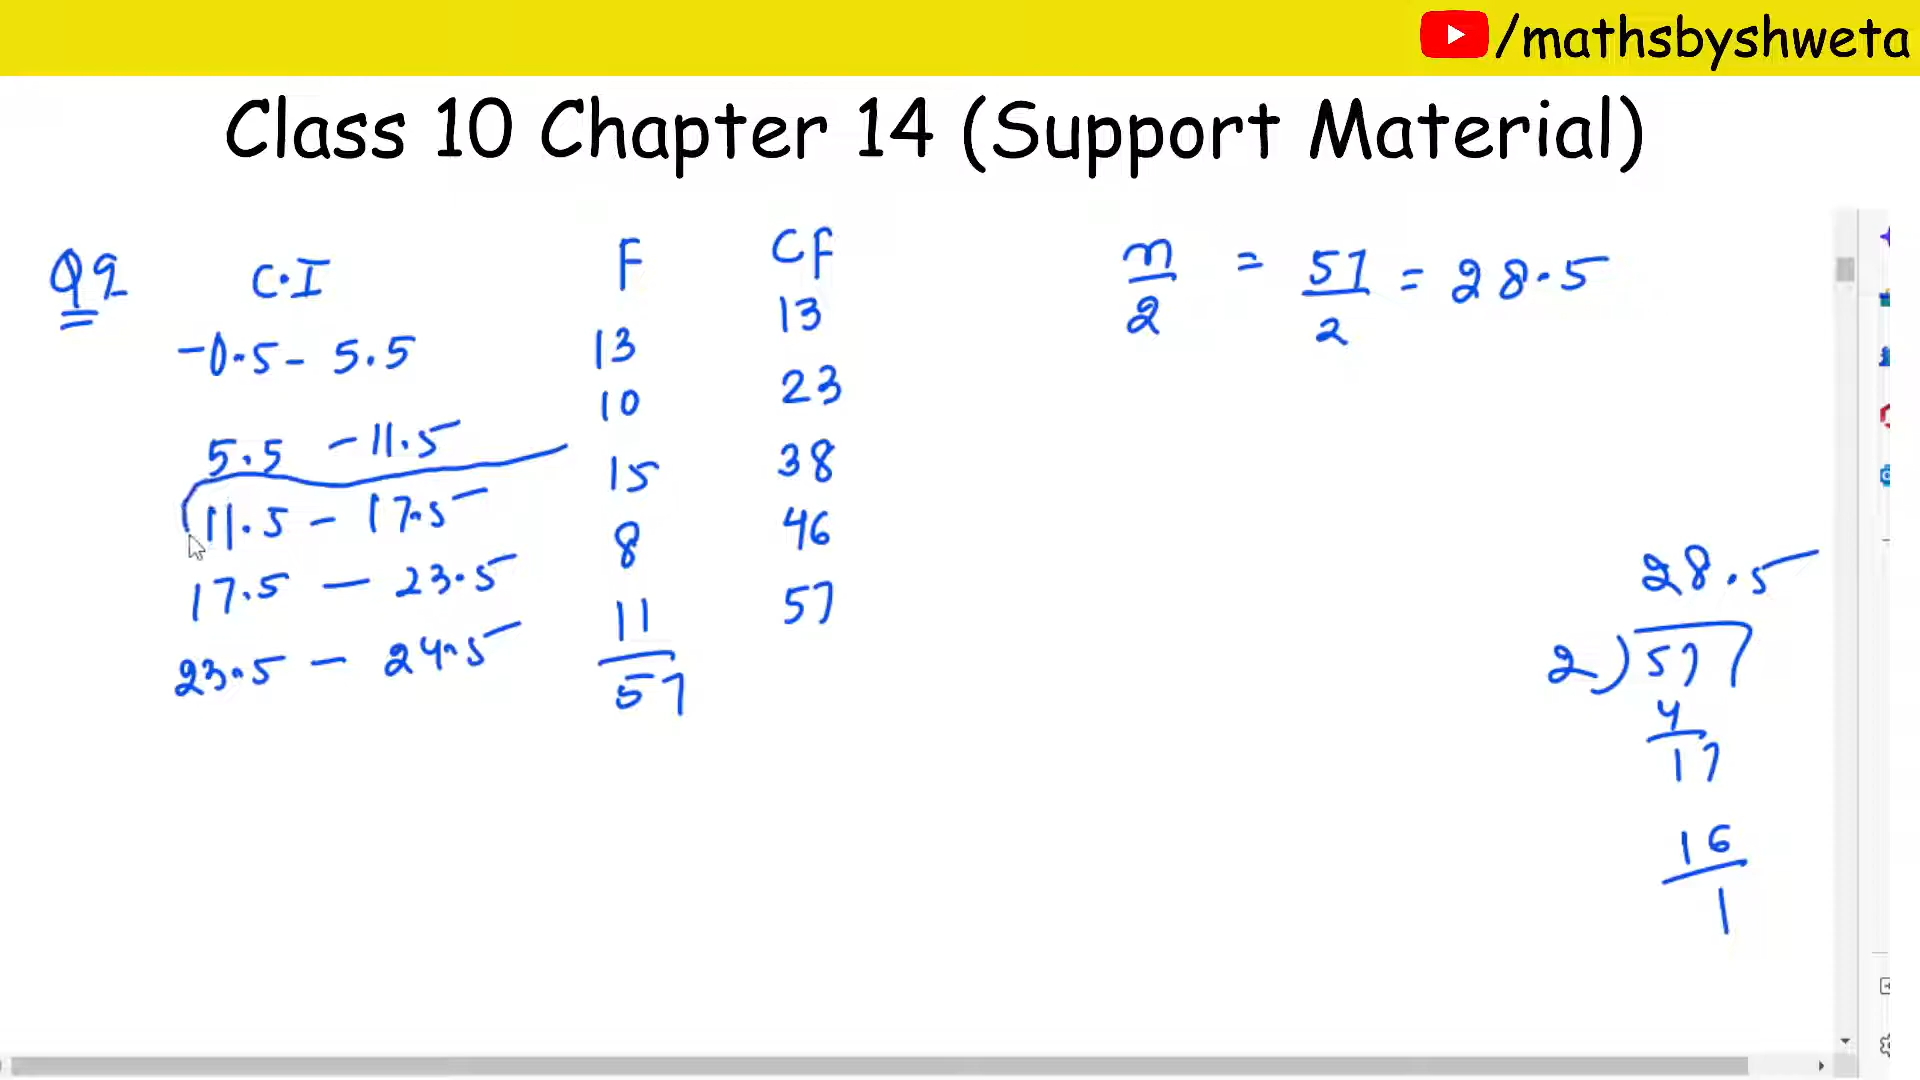 /mathsbyshweta
Class 10 Chapter 14 (Support Material)
Q9 C.I F Cf
-0.5 - 5.5 13 13
5.5 - 11.5 10 23
11.5 - 17.5 15 38
17.5 - 23.5 8 46
23.5 - 24.5 11 57
57
n/2 = 57/2 = 28.5
28.5
2) 57
4
17
16
1